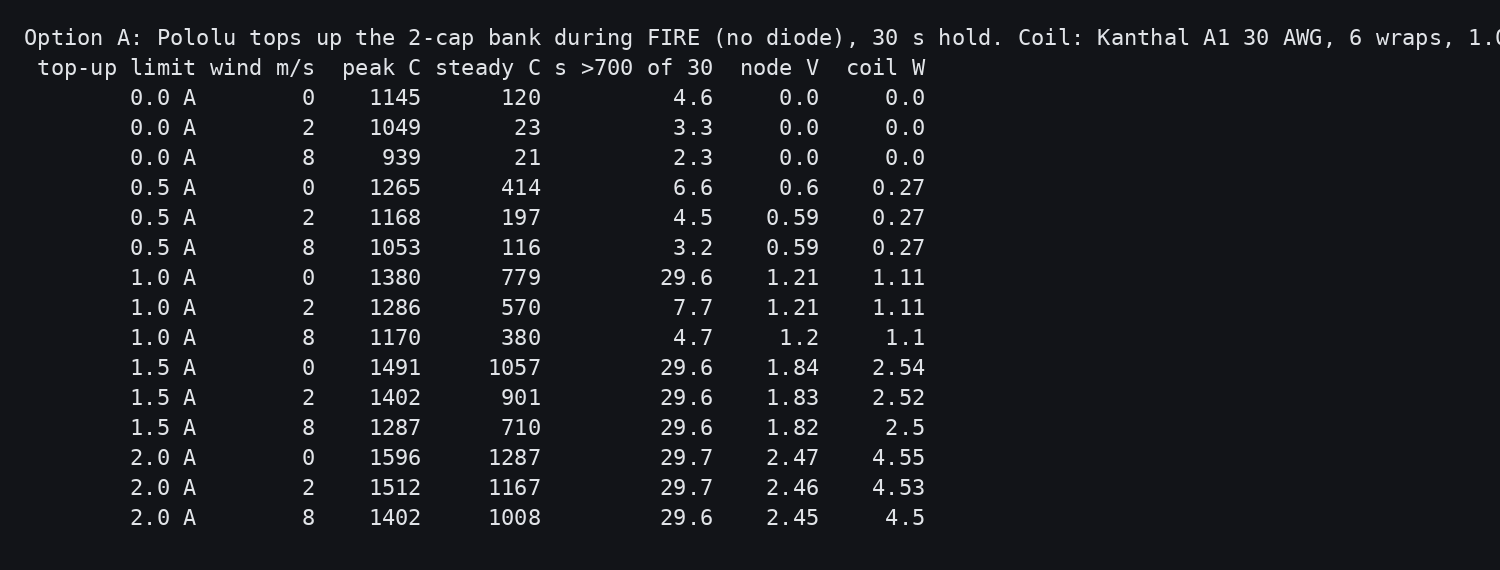 Option A: Pololu tops up the 2-cap bank during FIRE (no diode), 30 s hold. Coil: Kanthal A1 30 AWG, 6 wraps, 1.0
top-up limit wind m/s peak C steady C s >700 of 30 node V coil W
0.0 A 0 1145 120 4.6 0.0 0.0
0.0 A 2 1049 23 3.3 0.0 0.0
0.0 A 8 939 21 2.3 0.0 0.0
0.5 A 0 1265 414 6.6 0.6 0.27
0.5 A 2 1168 197 4.5 0.59 0.27
0.5 A 8 1053 116 3.2 0.59 0.27
1.0 A 0 1380 779 29.6 1.21 1.11
1.0 A 2 1286 570 7.7 1.21 1.11
1.0 A 8 1170 380 4.7 1.2 1.1
1.5 A 0 1491 1057 29.6 1.84 2.54
1.5 A 2 1402 901 29.6 1.83 2.52
1.5 A 8 1287 710 29.6 1.82 2.5
2.0 A 0 1596 1287 29.7 2.47 4.55
2.0 A 2 1512 1167 29.7 2.46 4.53
2.0 A 8 1402 1008 29.6 2.45 4.5